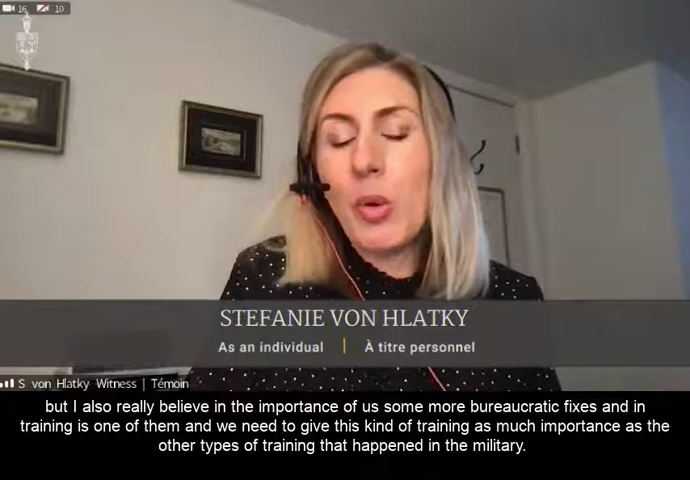 16 10
STEFANIE VON HLATKY
As an individual | À titre personnel
S von Hlatky Witness | Témoin
but I also really believe in the importance of us some more bureaucratic fixes and in
training is one of them and we need to give this kind of training as much importance as the
other types of training that happened in the military.